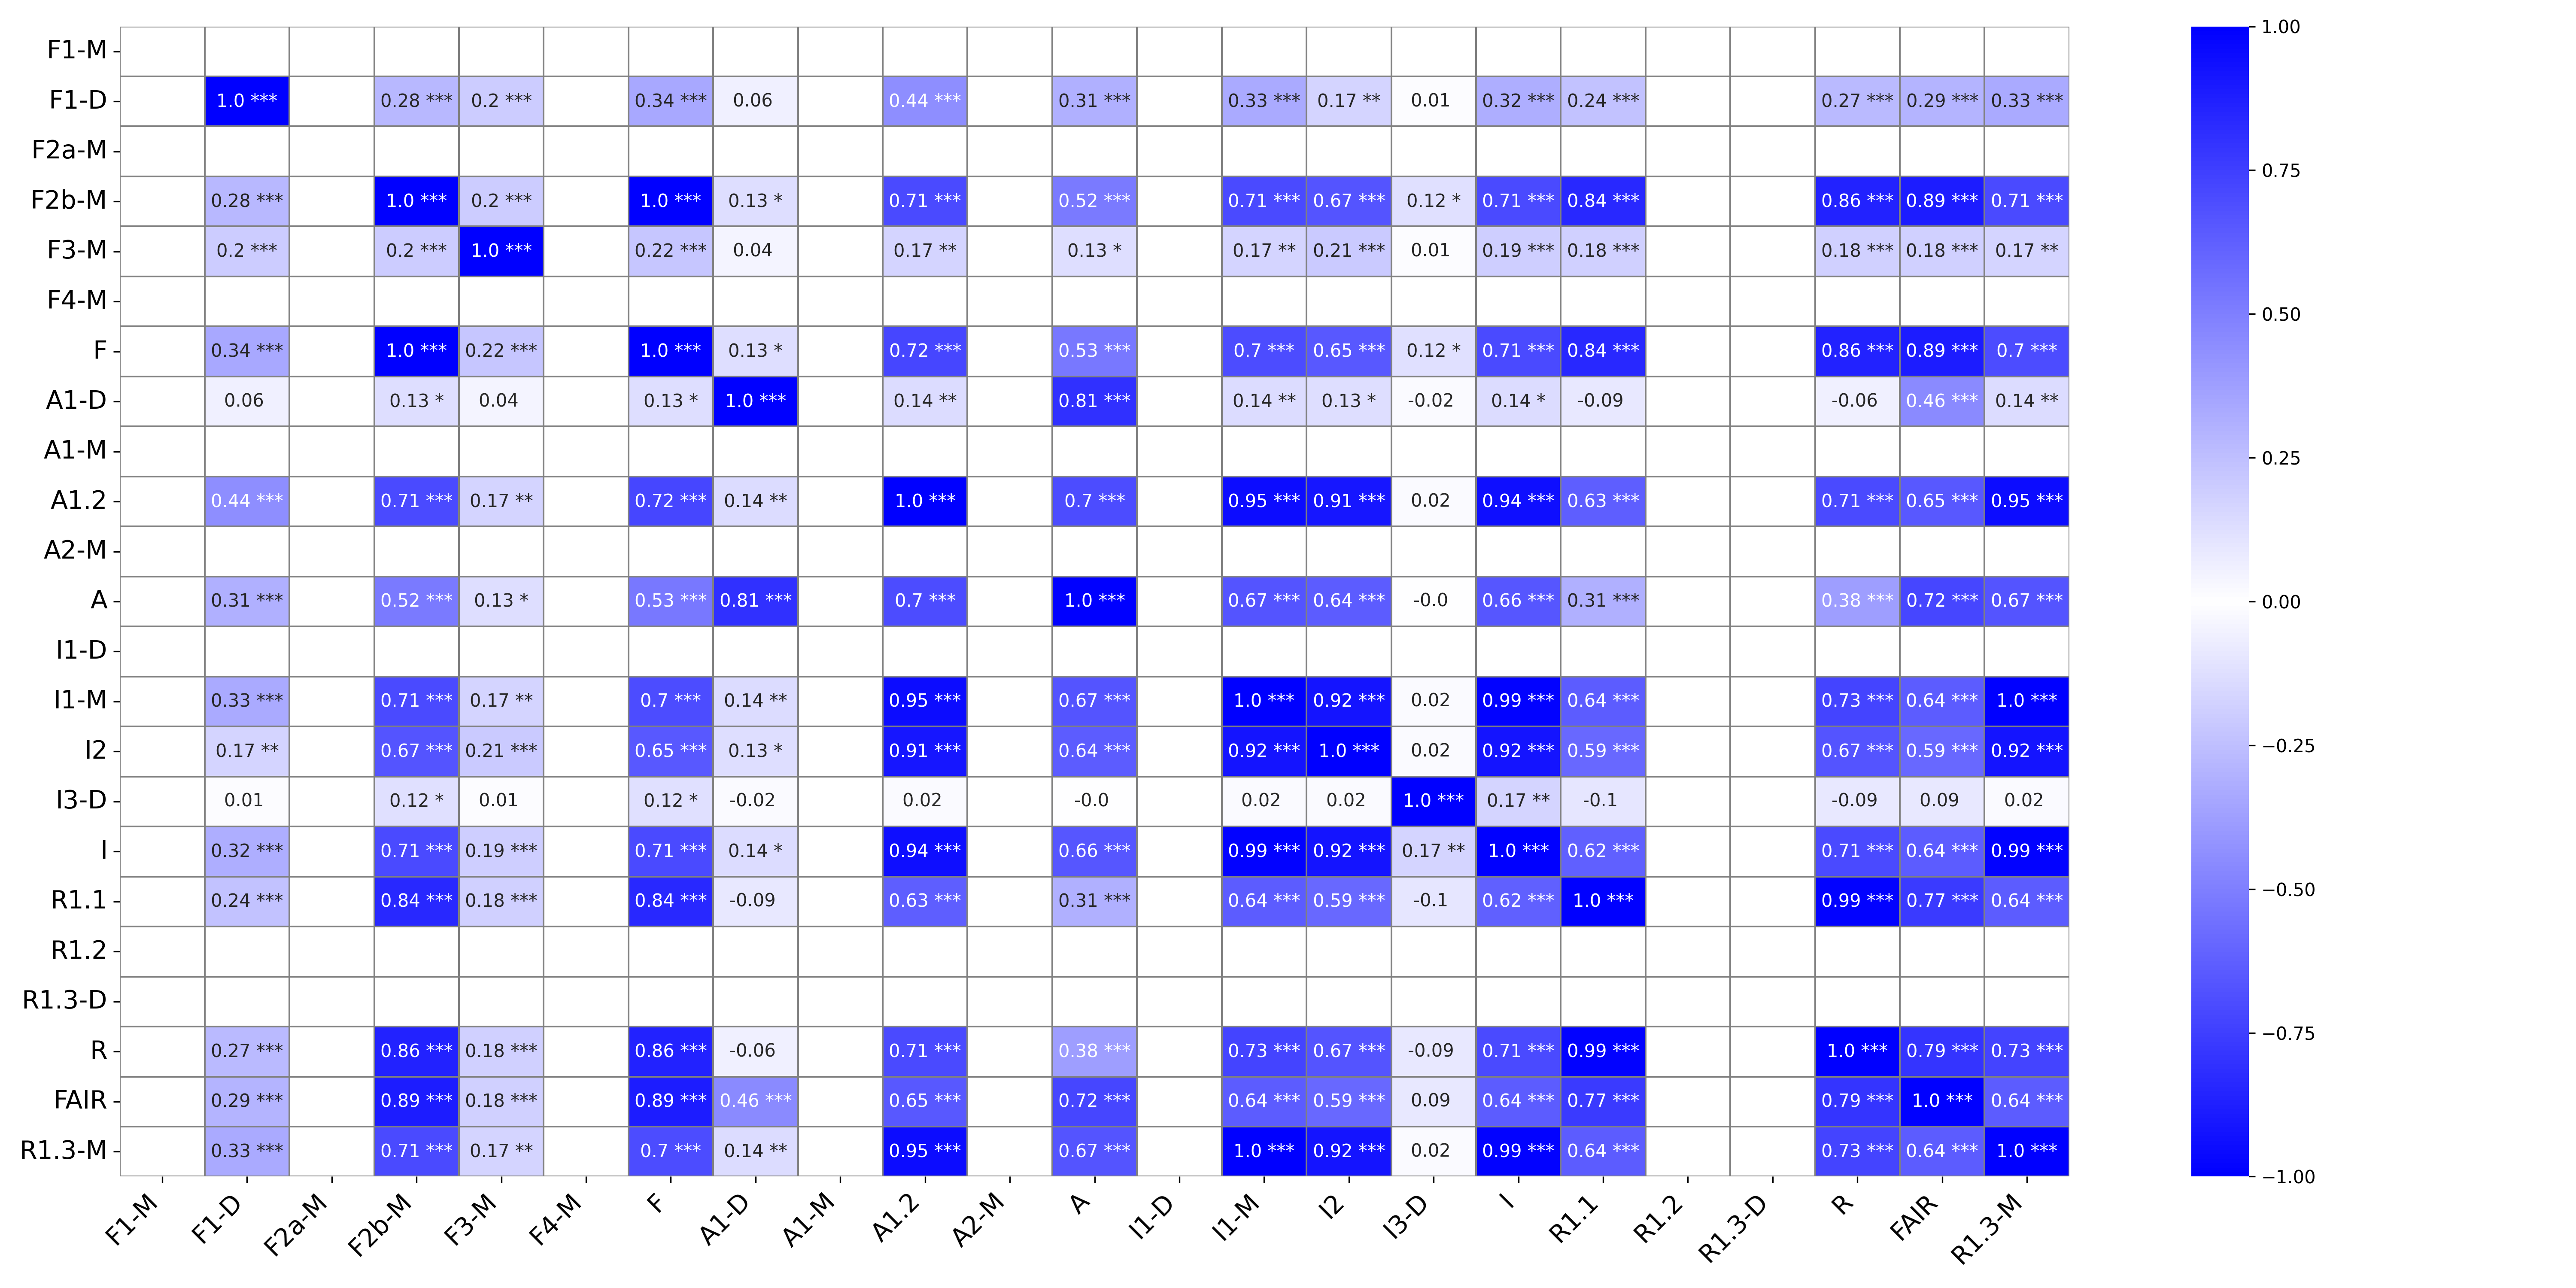 F1-M
F1-D 1.0 *** 0.28 *** 0.2 *** 0.34 *** 0.06 0.44 *** 0.31 *** 0.33 *** 0.17 ** 0.01 0.32 *** 0.24 *** 0.27 *** 0.29 *** 0.33 ***
F2a-M
F2b-M 0.28 *** 1.0 *** 0.2 *** 1.0 *** 0.13 * 0.71 *** 0.52 *** 0.71 *** 0.67 *** 0.12 * 0.71 *** 0.84 *** 0.86 *** 0.89 *** 0.71 ***
F3-M 0.2 *** 0.2 *** 1.0 *** 0.22 *** 0.04 0.17 ** 0.13 * 0.17 ** 0.21 *** 0.01 0.19 *** 0.18 *** 0.18 *** 0.18 *** 0.17 **
F4-M
F 0.34 *** 1.0 *** 0.22 *** 1.0 *** 0.13 * 0.72 *** 0.53 *** 0.7 *** 0.65 *** 0.12 * 0.71 *** 0.84 *** 0.86 *** 0.89 *** 0.7 ***
A1-D 0.06 0.13 * 0.04 0.13 * 1.0 *** 0.14 ** 0.81 *** 0.14 ** 0.13 * -0.02 0.14 * -0.09 -0.06 0.46 *** 0.14 **
A1-M
A1.2 0.44 *** 0.71 *** 0.17 ** 0.72 *** 0.14 ** 1.0 *** 0.7 *** 0.95 *** 0.91 *** 0.02 0.94 *** 0.63 *** 0.71 *** 0.65 *** 0.95 ***
A2-M
A 0.31 *** 0.52 *** 0.13 * 0.53 *** 0.81 *** 0.7 *** 1.0 *** 0.67 *** 0.64 *** -0.0 0.66 *** 0.31 *** 0.38 *** 0.72 *** 0.67 ***
I1-D
I1-M 0.33 *** 0.71 *** 0.17 ** 0.7 *** 0.14 ** 0.95 *** 0.67 *** 1.0 *** 0.92 *** 0.02 0.99 *** 0.64 *** 0.73 *** 0.64 *** 1.0 ***
I2 0.17 ** 0.67 *** 0.21 *** 0.65 *** 0.13 * 0.91 *** 0.64 *** 0.92 *** 1.0 *** 0.02 0.92 *** 0.59 *** 0.67 *** 0.59 *** 0.92 ***
I3-D 0.01 0.12 * 0.01 0.12 * -0.02 0.02 -0.0 0.02 0.02 1.0 *** 0.17 ** -0.1 -0.09 0.09 0.02
I 0.32 *** 0.71 *** 0.19 *** 0.71 *** 0.14 * 0.94 *** 0.66 *** 0.99 *** 0.92 *** 0.17 ** 1.0 *** 0.62 *** 0.71 *** 0.64 *** 0.99 ***
R1.1 0.24 *** 0.84 *** 0.18 *** 0.84 *** -0.09 0.63 *** 0.31 *** 0.64 *** 0.59 *** -0.1 0.62 *** 1.0 *** 0.99 *** 0.77 *** 0.64 ***
R1.2
R1.3-D
R 0.27 *** 0.86 *** 0.18 *** 0.86 *** -0.06 0.71 *** 0.38 *** 0.73 *** 0.67 *** -0.09 0.71 *** 0.99 *** 1.0 *** 0.79 *** 0.73 ***
FAIR 0.29 *** 0.89 *** 0.18 *** 0.89 *** 0.46 *** 0.65 *** 0.72 *** 0.64 *** 0.59 *** 0.09 0.64 *** 0.77 *** 0.79 *** 1.0 *** 0.64 ***
R1.3-M 0.33 *** 0.71 *** 0.17 ** 0.7 *** 0.14 ** 0.95 *** 0.67 *** 1.0 *** 0.92 *** 0.02 0.99 *** 0.64 *** 0.73 *** 0.64 *** 1.0 ***
F1-M F1-D F2a-M F2b-M F3-M F4-M F A1-D A1-M A1.2 A2-M A I1-D I1-M I2 I3-D I R1.1 R1.2 R1.3-D R FAIR R1.3-M
1.00
0.75
0.50
0.25
0.00
−0.25
−0.50
−0.75
−1.00